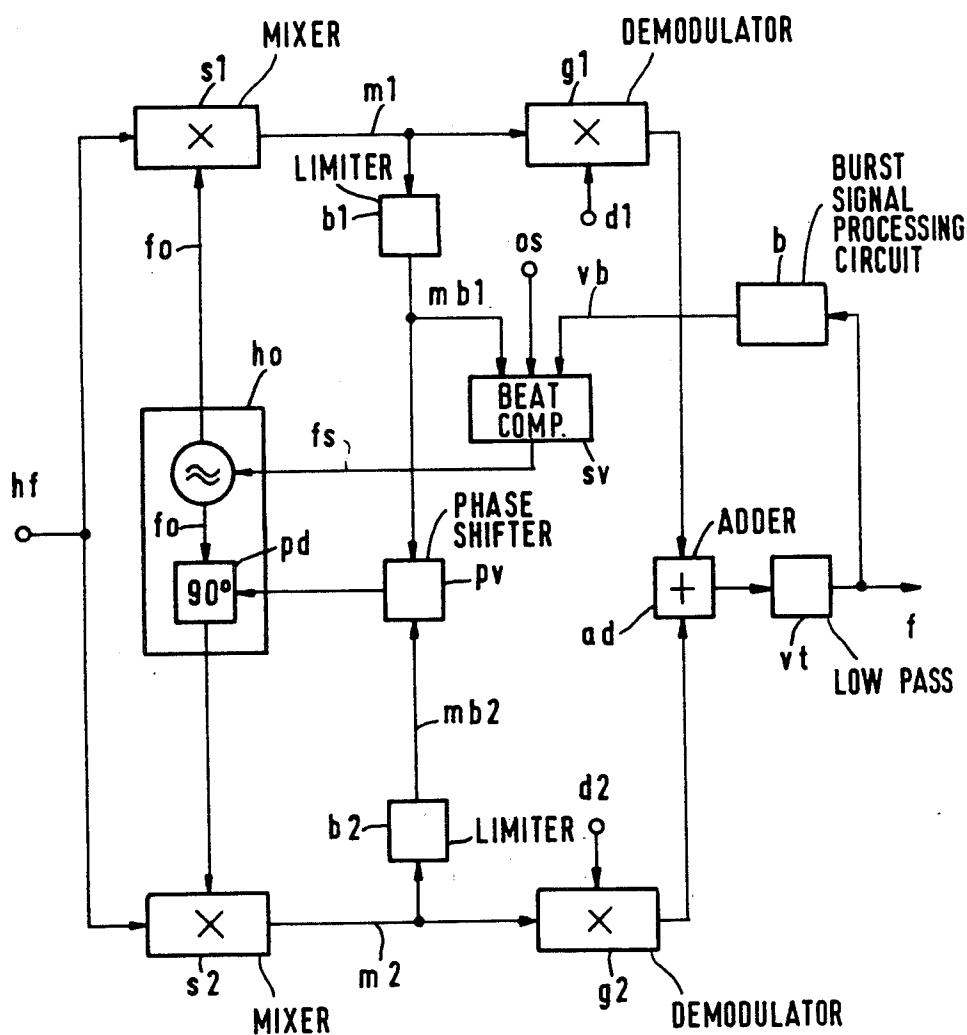 MIXER
DEMODULATOR
s1
g1
m1
LIMITER
b1
d1
BURST
SIGNAL
PROCESSING
CIRCUIT
fo
os
vb
b
mb1
ho
BEAT
COMP.
fs
sv
hf
fo
pd
PHASE
SHIFTER
ADDER
90°
pv
+
ad
vt
f
LOW PASS
mb2
d2
b2
LIMITER
s2
m2
g2
MIXER
DEMODULATOR